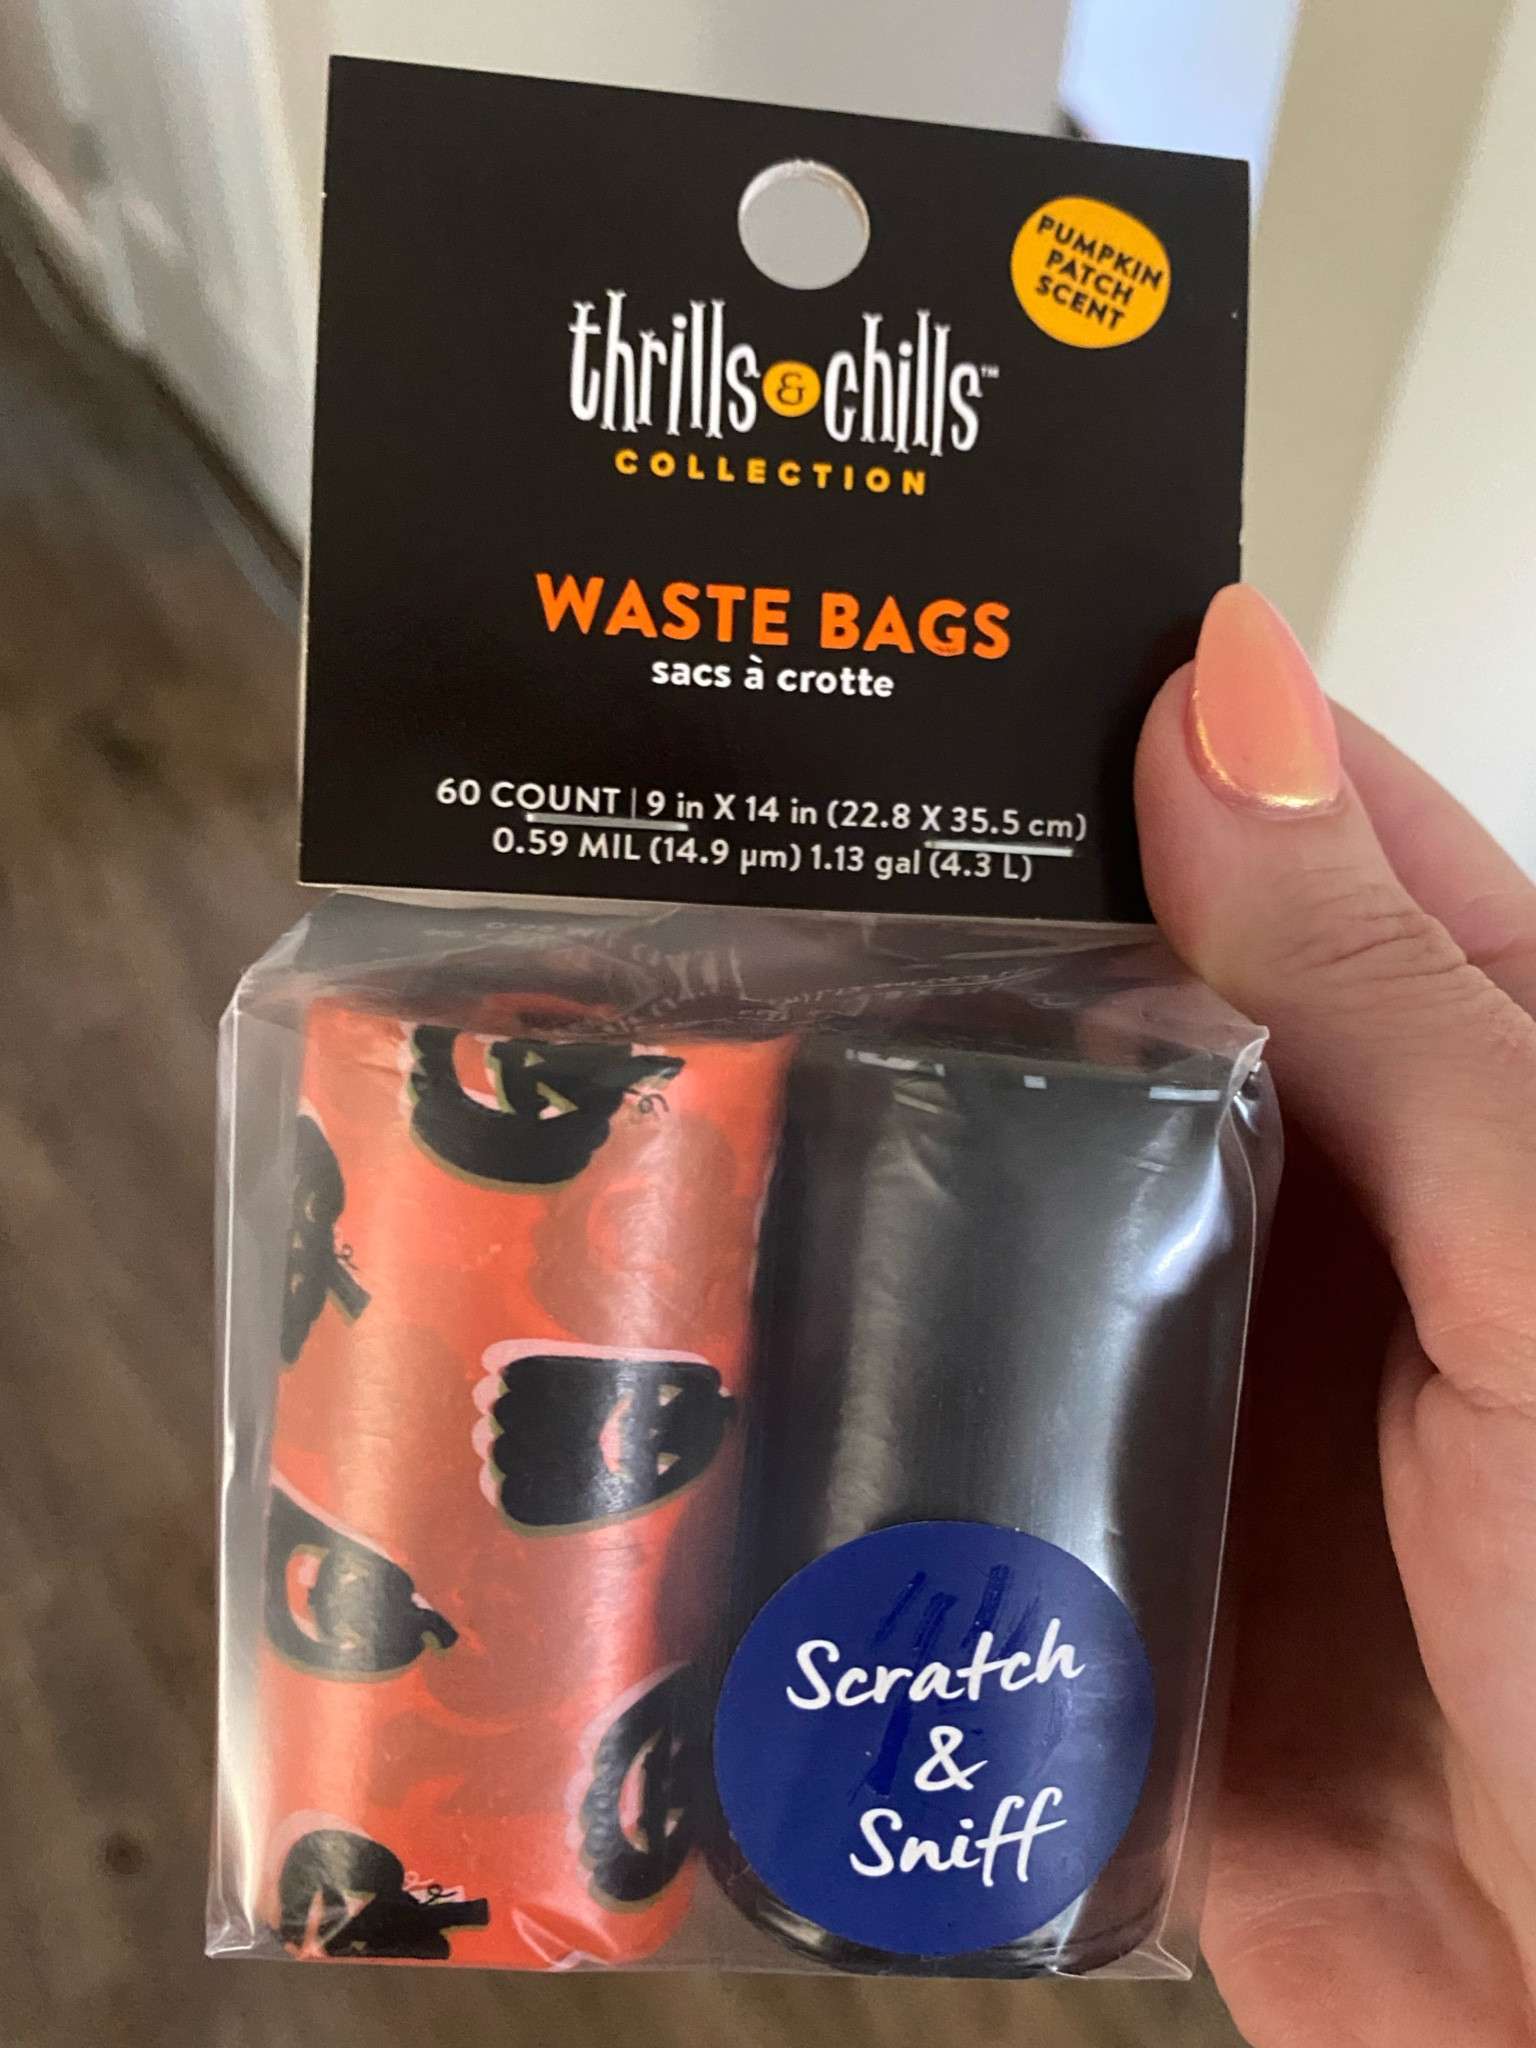 PUMPKIN
PATCH
SCENT
thrills & chills™
COLLECTION
WASTE BAGS
sacs à crotte
60 COUNT | 9 in X 14 in (22.8 X 35.5 cm)
0.59 MIL (14.9 µm) 1.13 gal (4.3 L)
Scratch
&
Sniff